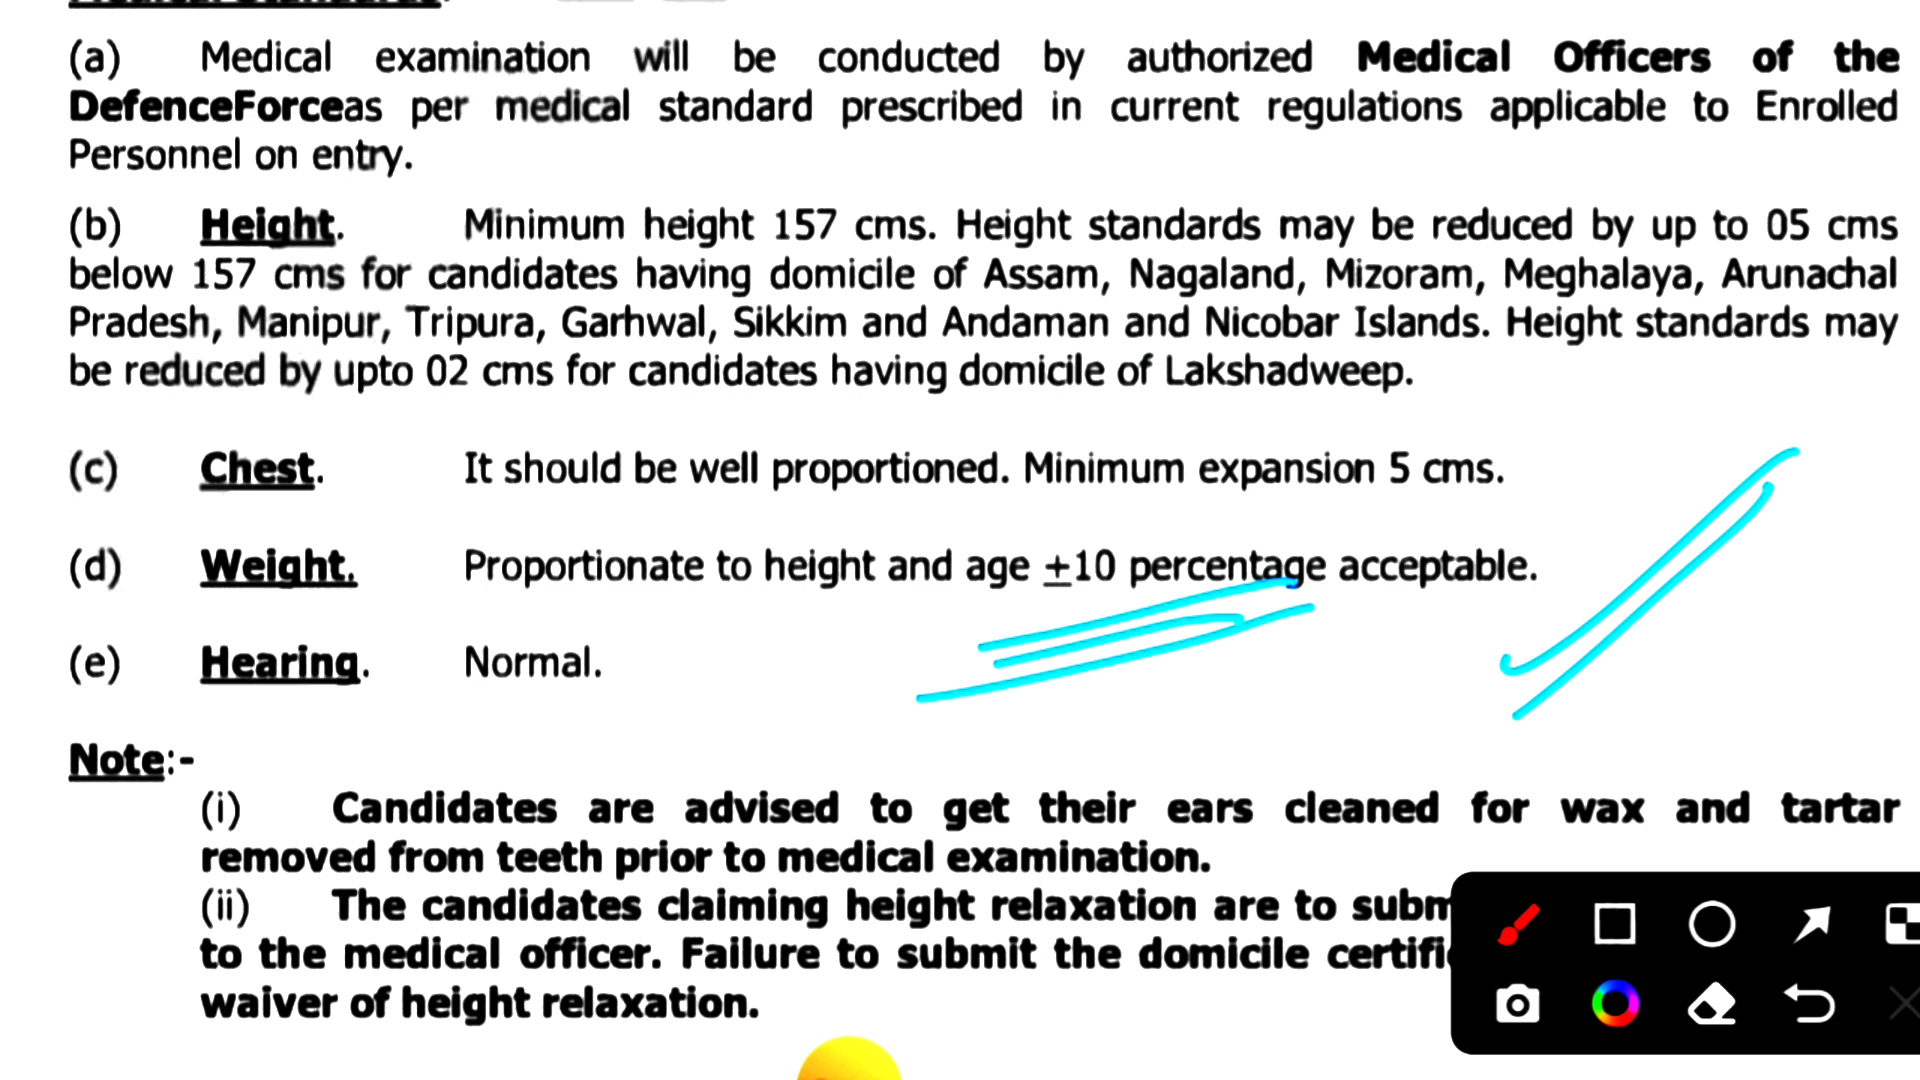 (a) Medical examination will be conducted by authorized Medical Officers of the
DefenceForceas per medical standard prescribed in current regulations applicable to Enrolled
Personnel on entry.
(b) Height. Minimum height 157 cms. Height standards may be reduced by up to 05 cms
below 157 cms for candidates having domicile of Assam, Nagaland, Mizoram, Meghalaya, Arunachal
Pradesh, Manipur, Tripura, Garhwal, Sikkim and Andaman and Nicobar Islands. Height standards may
be reduced by upto 02 cms for candidates having domicile of Lakshadweep.
(c) Chest. It should be well proportioned. Minimum expansion 5 cms.
(d) Weight. Proportionate to height and age ±10 percentage acceptable.
(e) Hearing. Normal.
Note:-
(i) Candidates are advised to get their ears cleaned for wax and tartar
removed from teeth prior to medical examination.
(ii) The candidates claiming height relaxation are to
to the medical officer. Failure to submit the domicile
waiver of height relaxation.